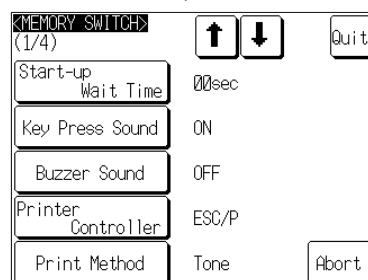 <MEMORY SWITCH>
(1/4)
Quit
Start-up
Wait Time
00sec
Key Press Sound
ON
Buzzer Sound
OFF
Printer
Controller
ESC/P
Print Method
Tone
Abort